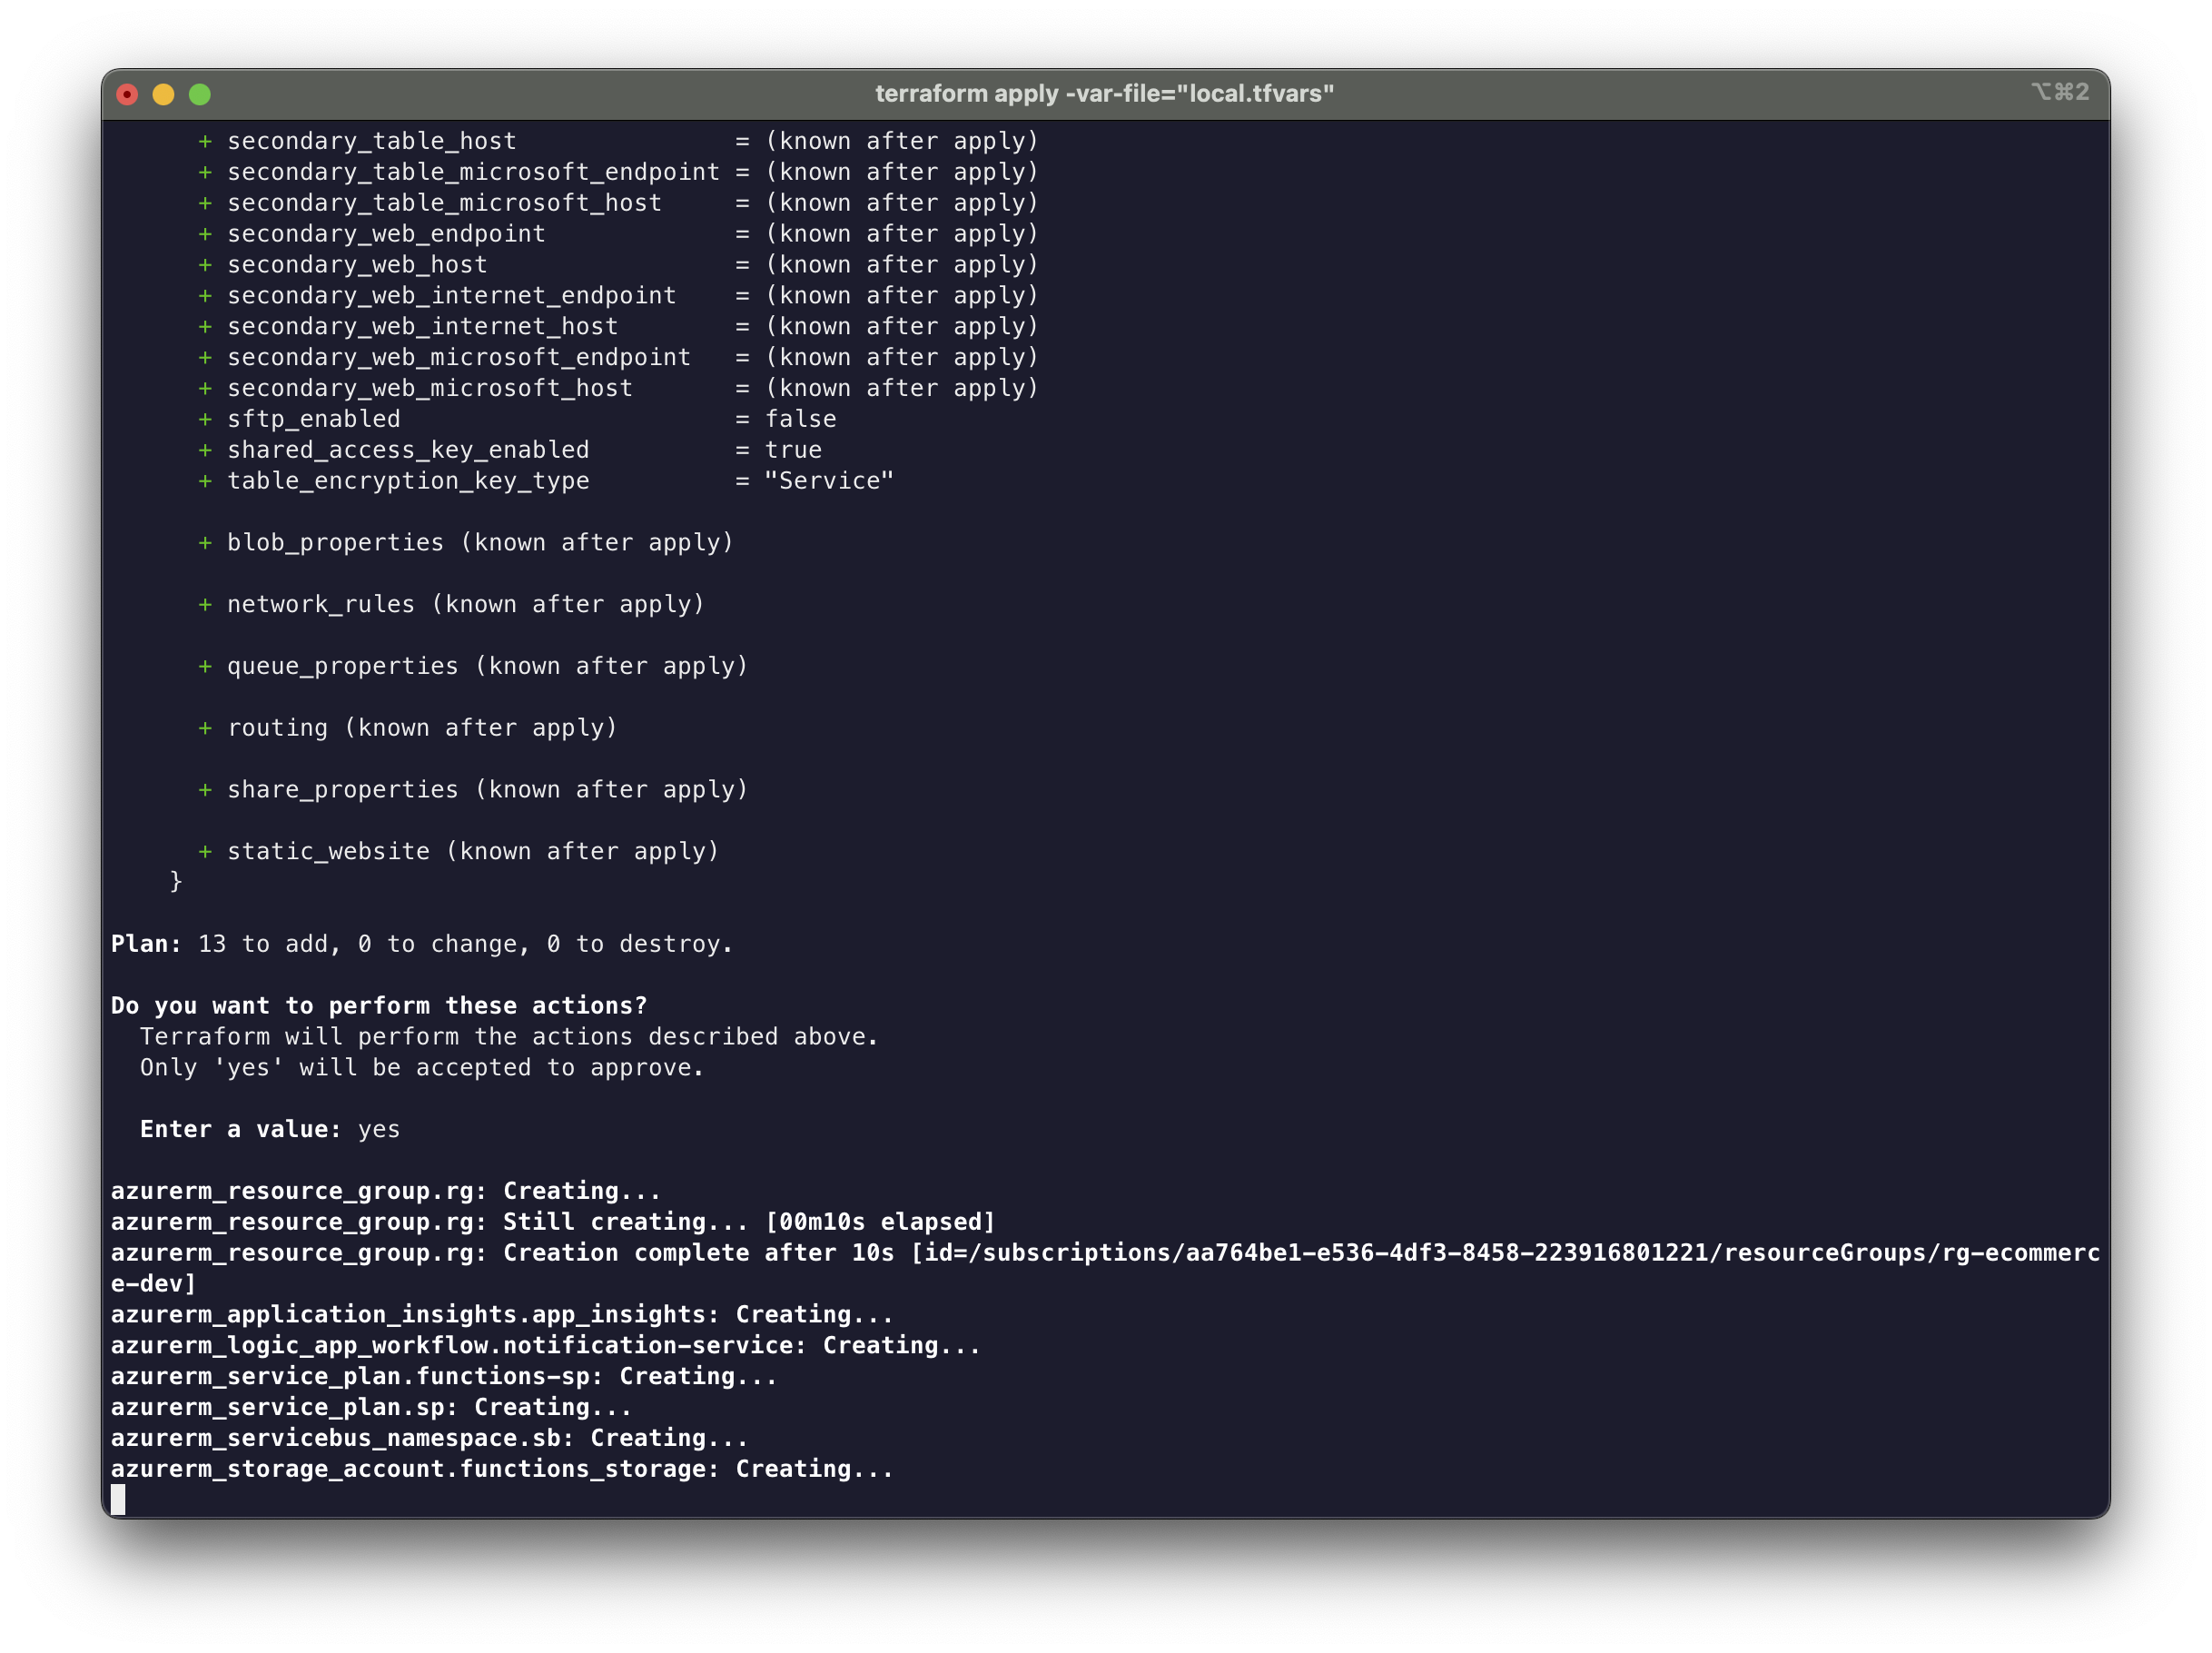 terraform apply -var-file="local.tfvars"
⌥⌘2
+ secondary_table_host = (known after apply)
+ secondary_table_microsoft_endpoint = (known after apply)
+ secondary_table_microsoft_host = (known after apply)
+ secondary_web_endpoint = (known after apply)
+ secondary_web_host = (known after apply)
+ secondary_web_internet_endpoint = (known after apply)
+ secondary_web_internet_host = (known after apply)
+ secondary_web_microsoft_endpoint = (known after apply)
+ secondary_web_microsoft_host = (known after apply)
+ sftp_enabled = false
+ shared_access_key_enabled = true
+ table_encryption_key_type = "Service"
+ blob_properties (known after apply)
+ network_rules (known after apply)
+ queue_properties (known after apply)
+ routing (known after apply)
+ share_properties (known after apply)
+ static_website (known after apply)
}
Plan: 13 to add, 0 to change, 0 to destroy.
Do you want to perform these actions?
Terraform will perform the actions described above.
Only 'yes' will be accepted to approve.
Enter a value: yes
azurerm_resource_group.rg: Creating...
azurerm_resource_group.rg: Still creating... [00m10s elapsed]
azurerm_resource_group.rg: Creation complete after 10s [id=/subscriptions/aa764be1-e536-4df3-8458-223916801221/resourceGroups/rg-ecommerc
e-dev]
azurerm_application_insights.app_insights: Creating...
azurerm_logic_app_workflow.notification-service: Creating...
azurerm_service_plan.functions-sp: Creating...
azurerm_service_plan.sp: Creating...
azurerm_servicebus_namespace.sb: Creating...
azurerm_storage_account.functions_storage: Creating...